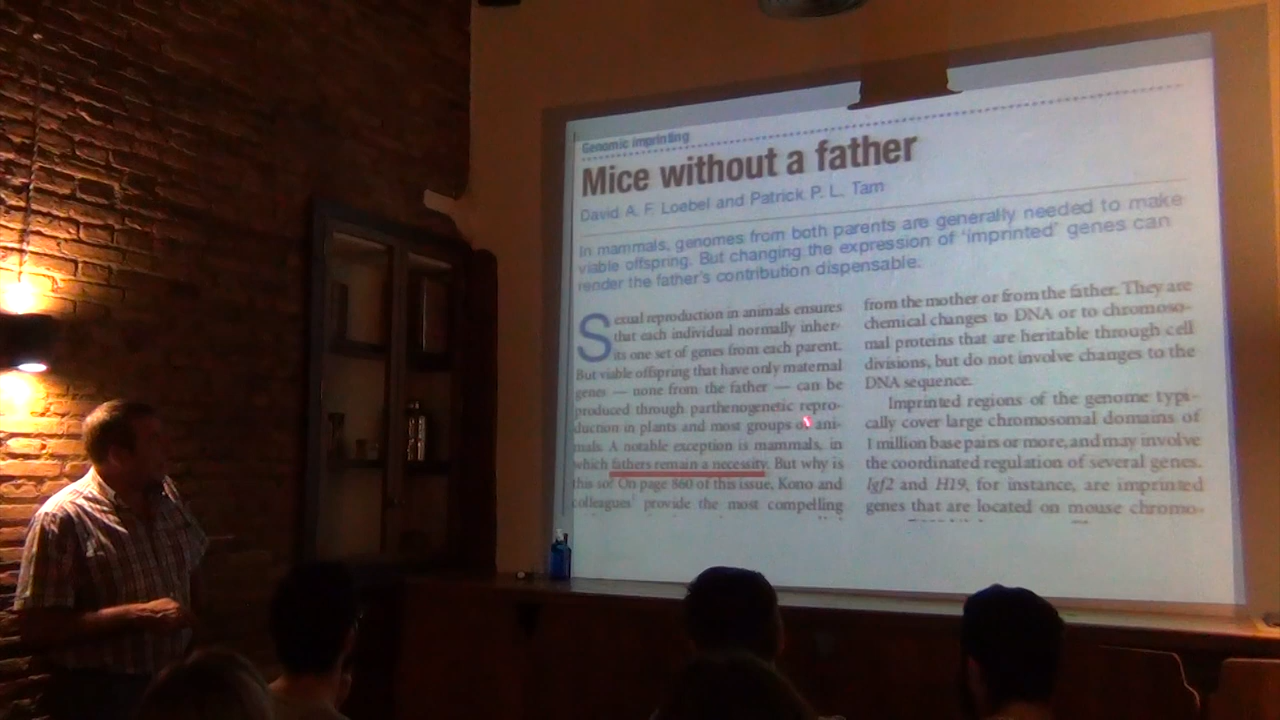 Genomic imprinting
Mice without a father
David A. F. Loebel and Patrick P. L. Tam
In mammals, genomes from both parents are generally needed to make
viable offspring. But changing the expression of 'imprinted' genes can
render the father's contribution dispensable.
Sexual reproduction in animals ensures
that each individual normally inher-
its one set of genes from each parent.
But viable offspring that have only maternal
genes — none from the father — can be
produced through parthenogenetic repro-
duction in plants and most groups of ani-
mals. A notable exception is mammals, in
which fathers remain a necessity. But why is
this so? On page 860 of this issue, Kono and
colleagues' provide the most compelling
from the mother or from the father. They are
chemical changes to DNA or to chromoso-
mal proteins that are heritable through cell
divisions, but do not involve changes to the
DNA sequence.
Imprinted regions of the genome typi-
cally cover large chromosomal domains of
1 million base pairs or more, and may involve
the coordinated regulation of several genes.
Igf2 and H19, for instance, are imprinted
genes that are located on mouse chromo-